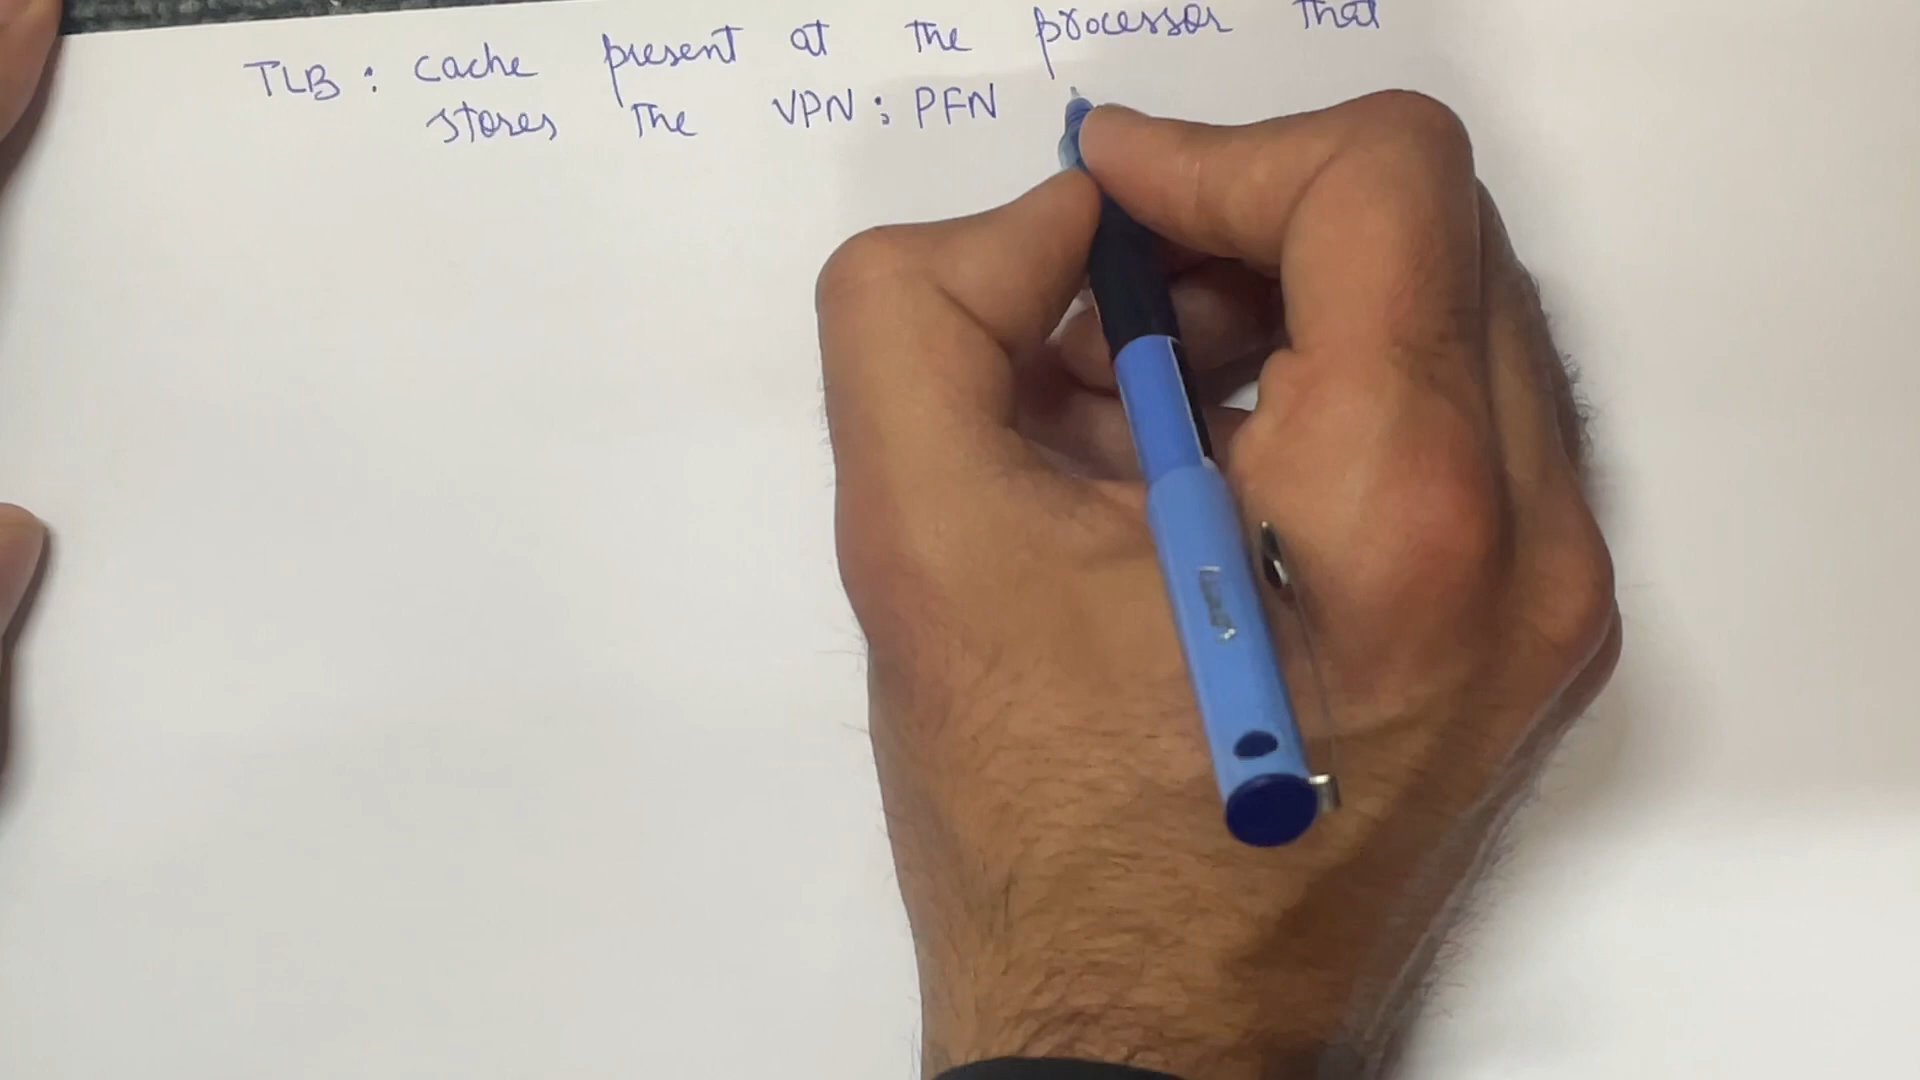 TLB : cache present at the processor that
stores the VPN : PFN